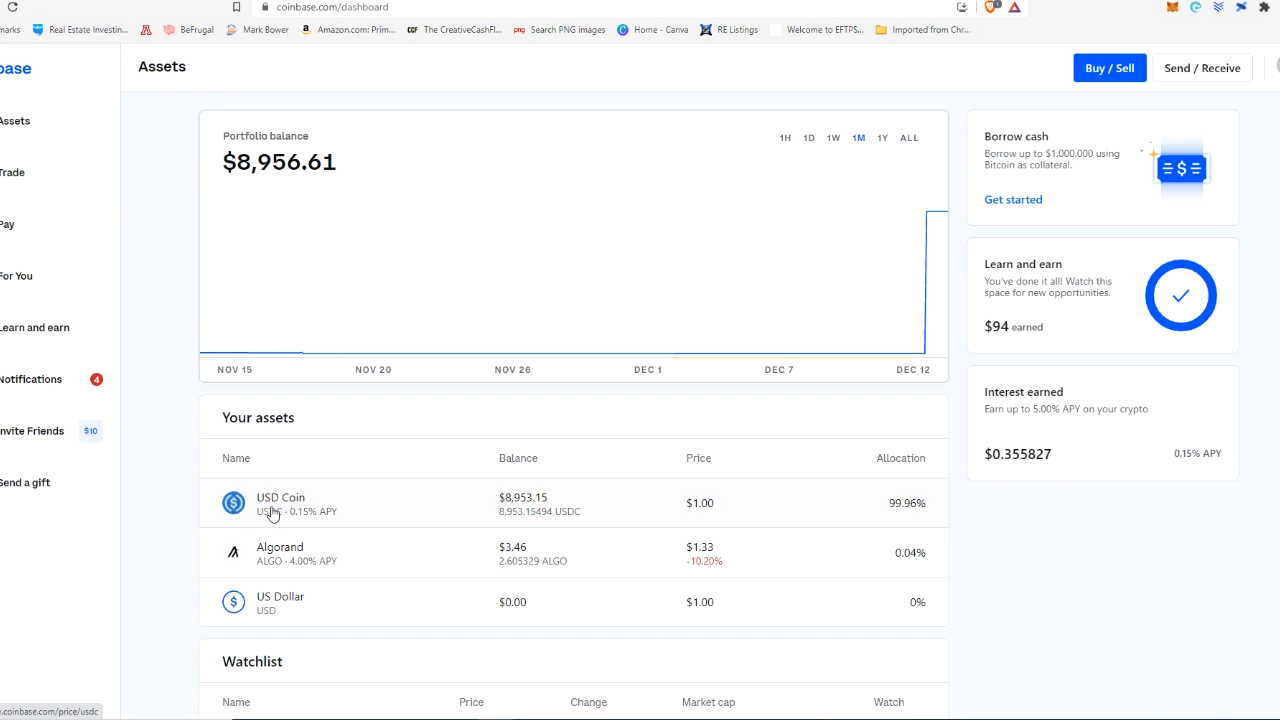 coinbase.com/dashboard
marks
Real Estate Investin...
BeFrugal
Mark Bower
Amazon.com: Prim...
CCF
The CreativeCashFl...
png
Search PNG images
Home - Canva
RE Listings
Welcome to EFTPS...
Imported from Chr...
base
Assets
Buy / Sell
Send / Receive
Assets
Trade
Pay
For You
Learn and earn
Notifications
4
nvite Friends
$10
Send a gift
Portfolio balance
$8,956.61
1H 1D 1W 1M 1Y ALL
NOV 15 NOV 20 NOV 26 DEC 1 DEC 7 DEC 12
Borrow cash
Borrow up to $1,000,000 using
Bitcoin as collateral.
Get started
Learn and earn
You've done it all! Watch this
space for new opportunities.
$94 earned
Interest earned
Earn up to 5.00% APY on your crypto
$0.355827 0.15% APY
Your assets
Name Balance Price Allocation
USD Coin $8,953.15 $1.00 99.96%
USDC · 0.15% APY 8,953.15494 USDC
Algorand $3.46 $1.33 0.04%
ALGO · 4.00% APY 2.605329 ALGO -10.20%
US Dollar $0.00 $1.00 0%
USD
Watchlist
Name Price Change Market cap Watch
.coinbase.com/price/usdc